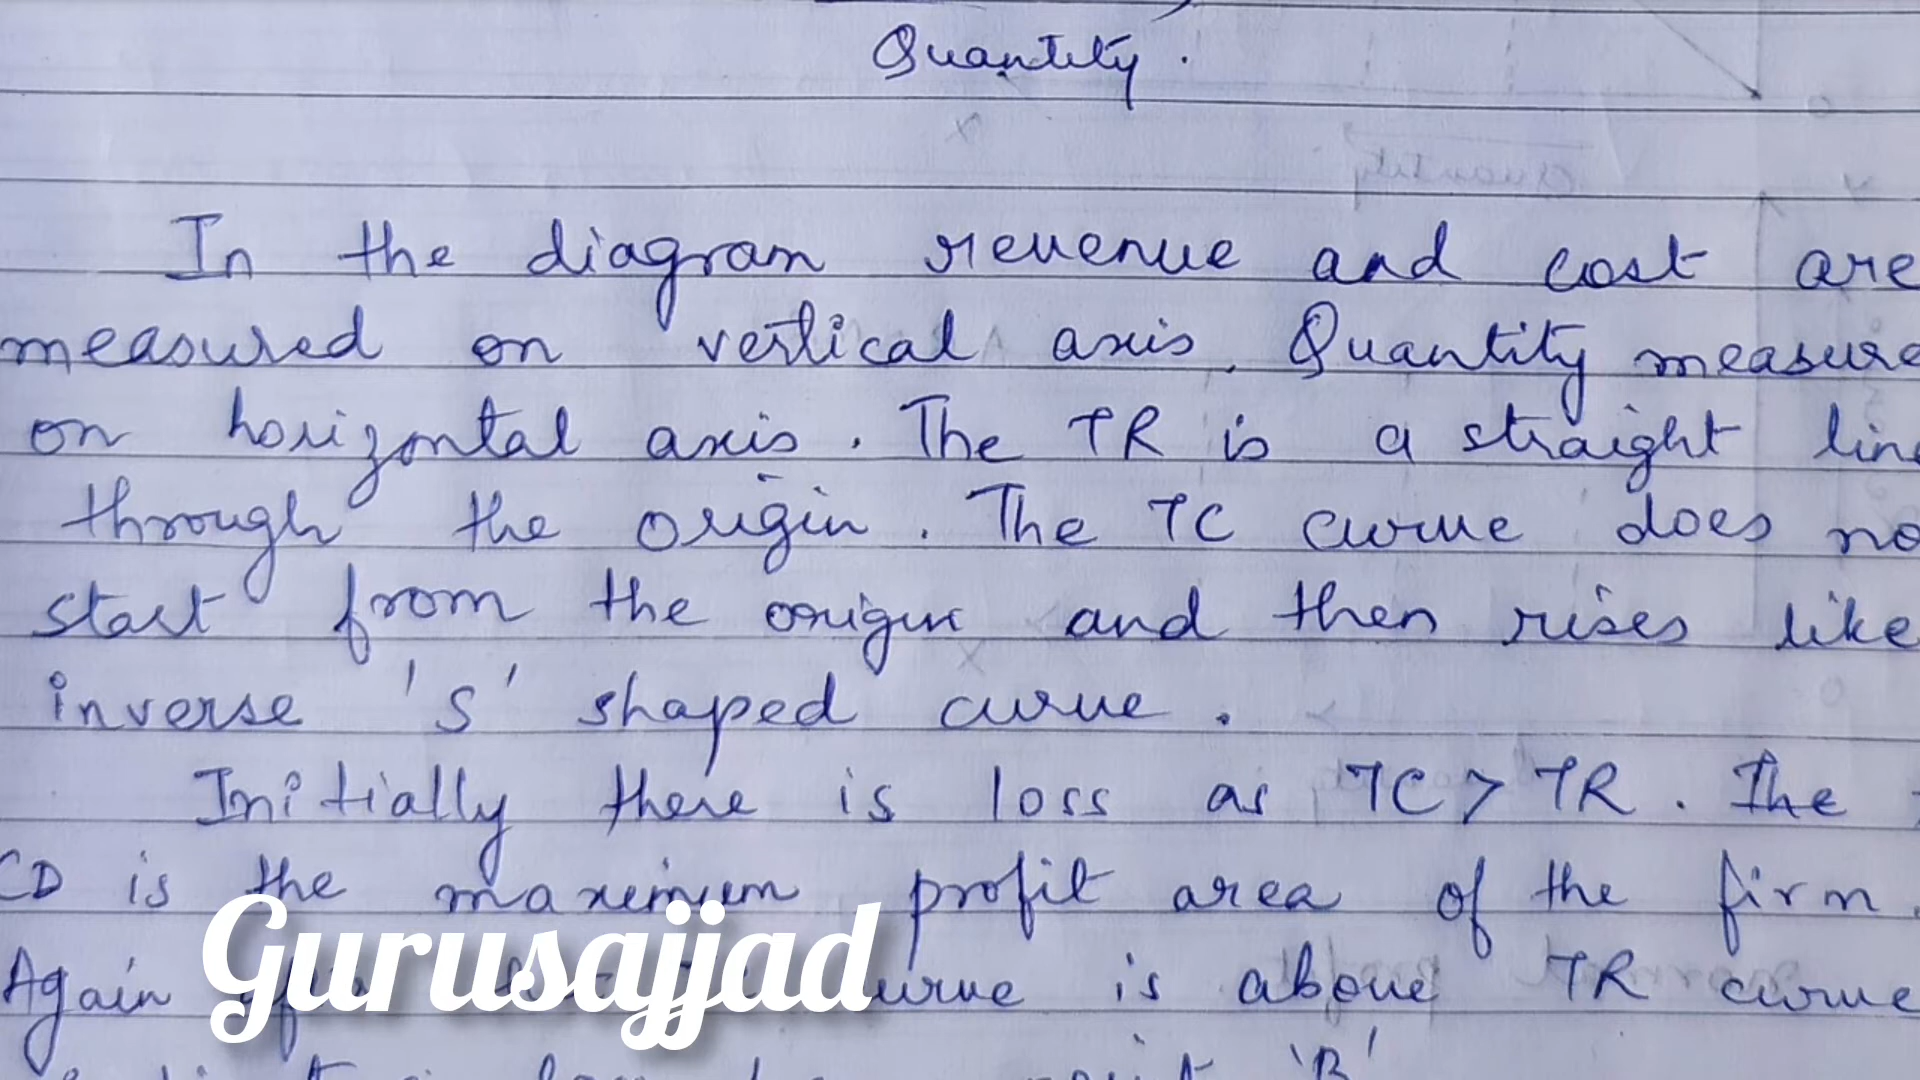 Quantity.
In the diagram revenue and cost are
measured on vertical axis. Quantity measure
on horizontal axis. The TR is a straight line
through the origin. The TC curve does no
start from the origin and then rises like
inverse 'S' shaped curve.
Initially there is loss as TC > TR. The
CD is the maximum profit area of the firm.
Again curve is above TR curve
Gurusajjad
'B'